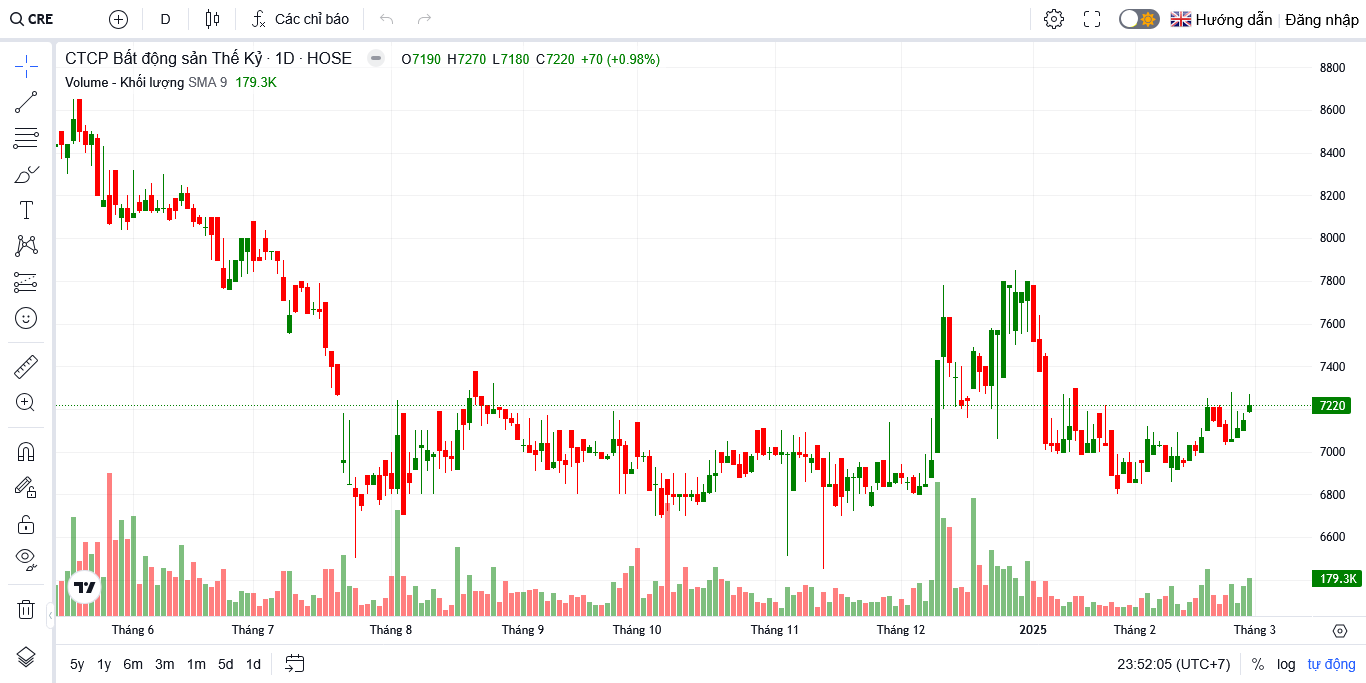 CRE D Các chỉ báo Hướng dẫn Đăng nhập
CTCP Bất động sản Thế Kỷ · 1D · HOSE O7190 H7270 L7180 C7220 +70 (+0.98%)
Volume - Khối lượng SMA 9 179.3K
8800
8600
8400
8200
8000
7800
7600
7400
7220
7000
6800
6600
179.3K
Tháng 6 Tháng 7 Tháng 8 Tháng 9 Tháng 10 Tháng 11 Tháng 12 2025 Tháng 2 Tháng 3
5y 1y 6m 3m 1m 5d 1d 23:52:05 (UTC+7) % log tự động